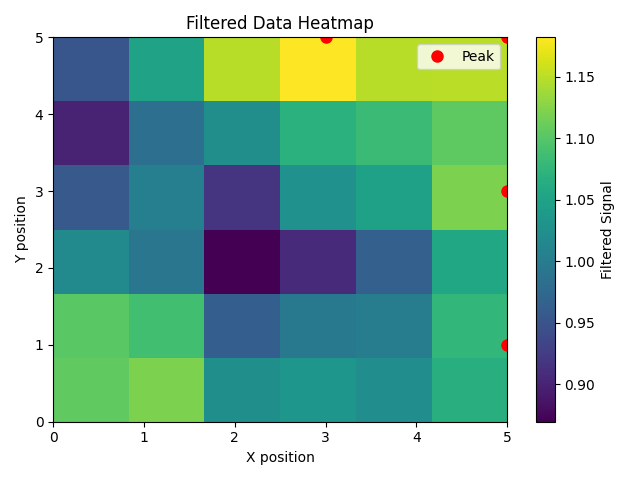 Filtered Data Heatmap
Peak
Y position
5
4
3
2
1
0
0 1 2 3 4 5
X position
1.15
1.10
1.05
1.00
0.95
0.90
Filtered Signal